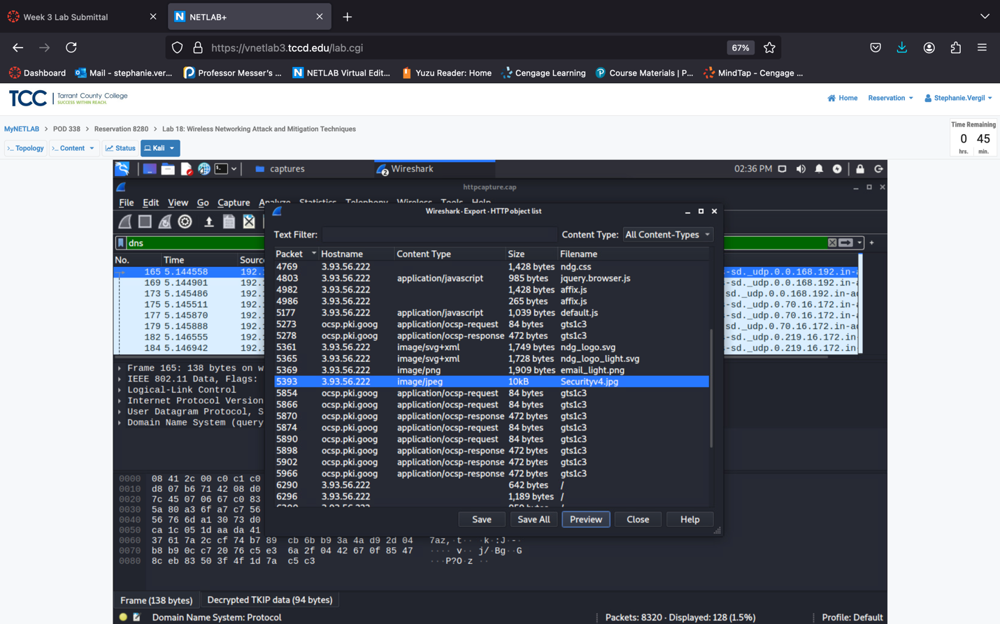 Week 3 Lab Submittal
NETLAB+
https://vnetlab3.tccd.edu/lab.cgi
67%
Dashboard
Mail - stephanie.ver...
Professor Messer's ...
NETLAB Virtual Edit...
Yuzu Reader: Home
Cengage Learning
Course Materials | P...
MindTap - Cengage ...
TCC
Tarrant County College
SUCCESS WITHIN REACH.
Home
Reservation
Stephanie.Vergil
MyNETLAB > POD 338 > Reservation 8280 > Lab 18: Wireless Networking Attack and Mitigation Techniques
Time Remaining
0 45
hrs. min.
>_ Topology
>_ Content
Status
Kali
captures
2 Wireshark
02:36 PM
httpcapture.cap
File Edit View Go Capture Analyze Statistics Telephony Wireless Tools Help
Wireshark · Export · HTTP object list
Text Filter:
Content Type: All Content-Types
dns
Packet Hostname Content Type Size Filename
4769 3.93.56.222 1,428 bytes ndg.css
4803 3.93.56.222 application/javascript 985 bytes jquery.browser.js
4982 3.93.56.222 1,428 bytes affix.js
4986 3.93.56.222 265 bytes affix.js
5177 3.93.56.222 application/javascript 1,039 bytes default.js
5273 ocsp.pki.goog application/ocsp-request 84 bytes gts1c3
5278 ocsp.pki.goog application/ocsp-response 472 bytes gts1c3
5361 3.93.56.222 image/svg+xml 1,749 bytes ndg_logo.svg
5365 3.93.56.222 image/svg+xml 1,728 bytes ndg_logo_light.svg
5369 3.93.56.222 image/png 1,909 bytes email_light.png
5393 3.93.56.222 image/jpeg 10kB Securityv4.jpg
5854 ocsp.pki.goog application/ocsp-request 84 bytes gts1c3
5866 ocsp.pki.goog application/ocsp-request 84 bytes gts1c3
5870 ocsp.pki.goog application/ocsp-response 472 bytes gts1c3
5874 ocsp.pki.goog application/ocsp-request 84 bytes gts1c3
5890 ocsp.pki.goog application/ocsp-request 84 bytes gts1c3
5898 ocsp.pki.goog application/ocsp-response 472 bytes gts1c3
5902 ocsp.pki.goog application/ocsp-response 472 bytes gts1c3
5966 ocsp.pki.goog application/ocsp-response 472 bytes gts1c3
6290 3.93.56.222 642 bytes /
6296 3.93.56.222 1,189 bytes /
Save
Save All
Preview
Close
Help
No. Time Source
165 5.144558 192.
169 5.144901 192.
173 5.145486 192.
175 5.145511 192.
177 5.145870 192.
179 5.145888 192.
182 5.146555 192.
184 5.146942 192.
-sd._udp.0.0.168.192.in-a
-sd._udp.0.0.168.192.in-a
sd._udp.0.0.168.192.in-ad
-sd._udp.0.70.16.172.in-a
-sd._udp.0.70.16.172.in-a
sd._udp.0.70.16.172.in-ad
-sd._udp.0.219.16.172.in-
-sd._udp.0.219.16.172.in-
Frame 165: 138 bytes on w
IEEE 802.11 Data, Flags:
Logical-Link Control
Internet Protocol Version
User Datagram Protocol, S
Domain Name System (query
0000 08 41 2c 00 c0 c1 c0
0010 d8 07 b6 71 42 08 d0
0020 7c 45 07 06 67 c0 83
0030 5a 80 a3 6f a7 c7 56
0040 56 76 6d a1 30 73 d0
0050 ca 1c 05 1d aa da 41
0060 37 61 7a 2c cf 74 b7 89 cb 6b b9 3a 4a d9 2d 04 7az,·t·· ·k·:J·-·
0070 b8 b9 0c c7 20 76 c5 e3 6a 2f 04 42 67 0f 85 47 ···· v·· j/·Bg··G
0080 8c eb 83 50 3f 4f 1d 7a c5 c3 ···P?O·z ··
Frame (138 bytes)
Decrypted TKIP data (94 bytes)
Domain Name System: Protocol
Packets: 8320 · Displayed: 128 (1.5%)
Profile: Default